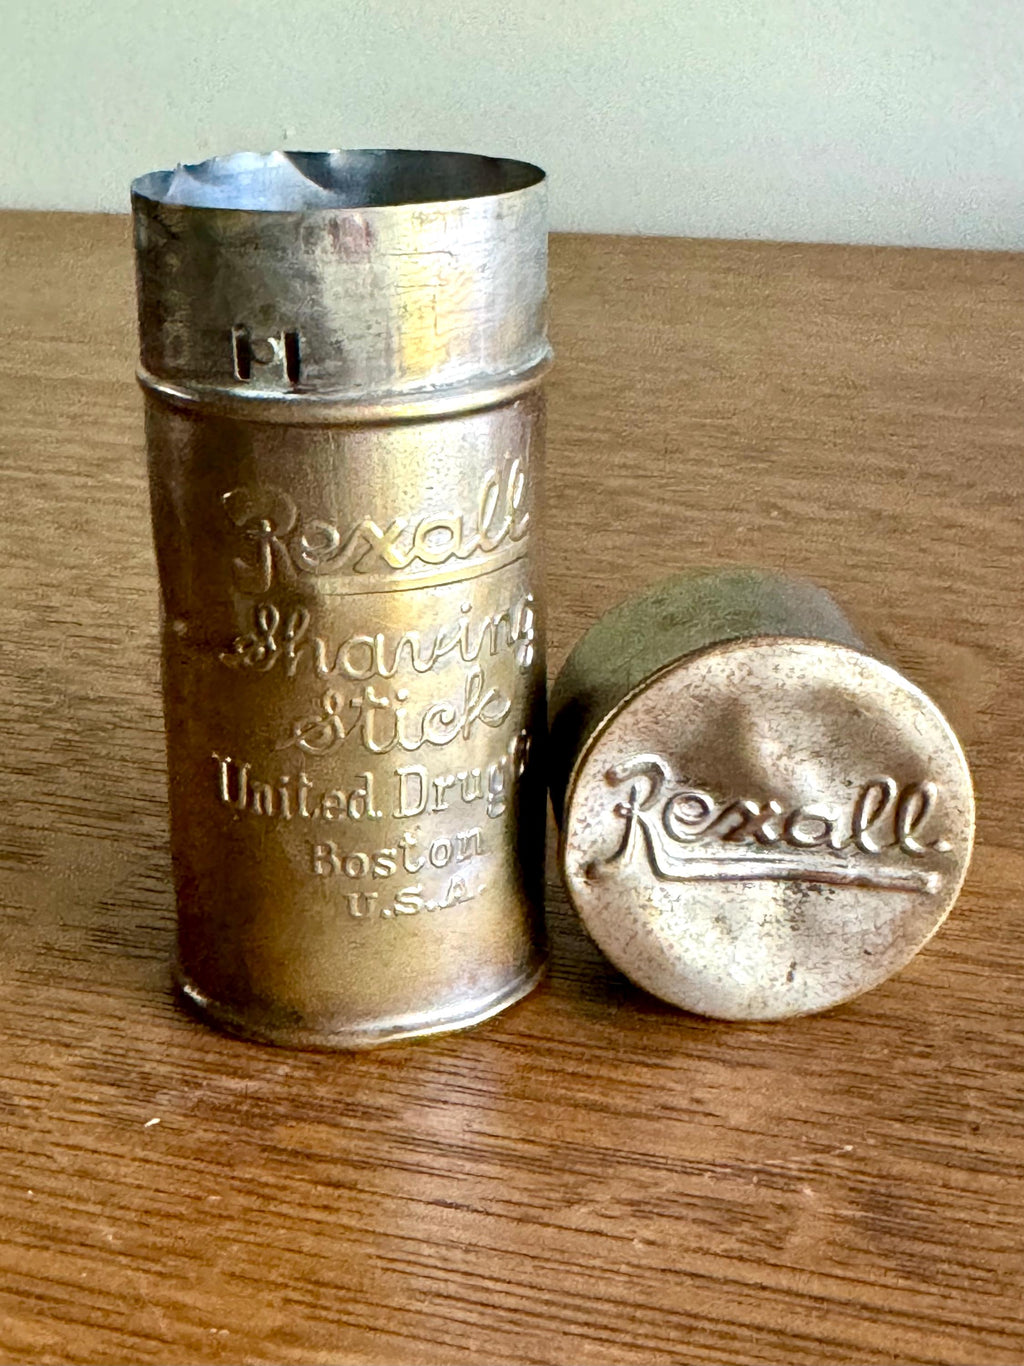 Rexall
Shaving
Stick
United Drug
Boston
U.S.A.
Rexall.